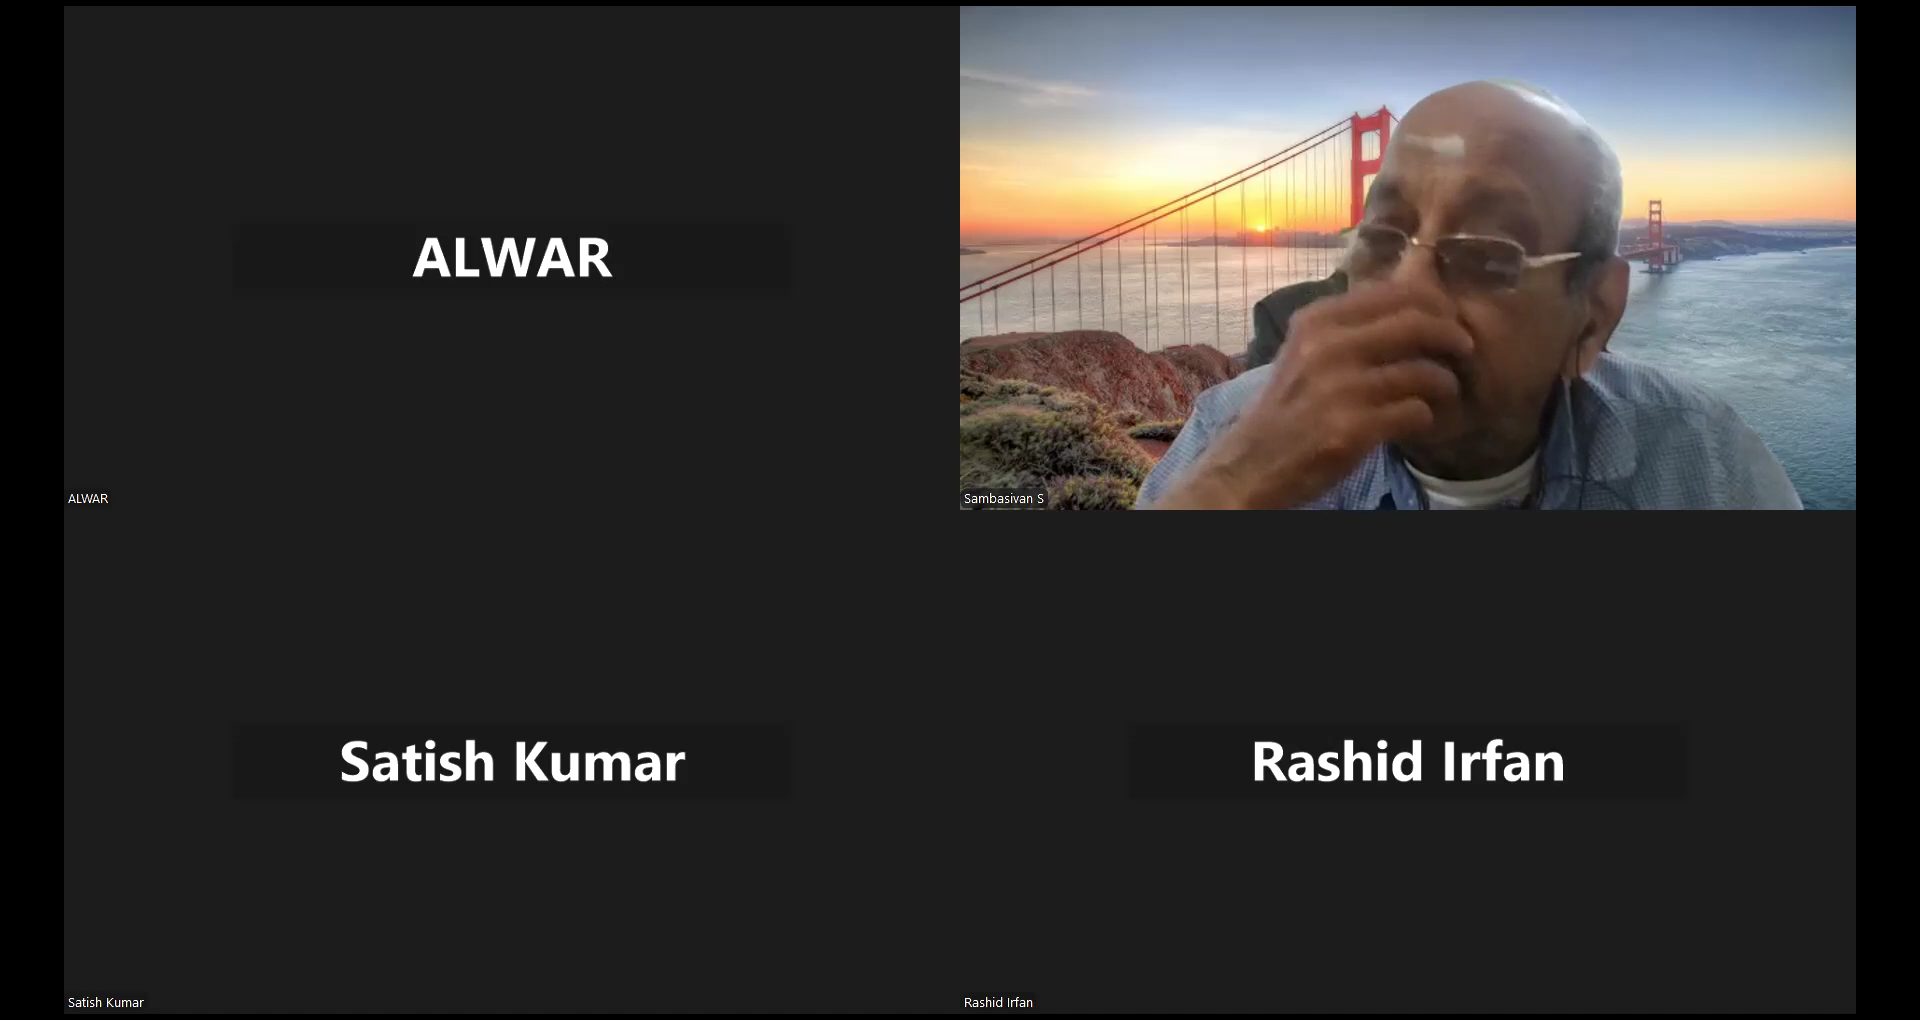 ALWAR
ALWAR
Sambasivan S
Satish Kumar
Rashid Irfan
Satish Kumar
Rashid Irfan